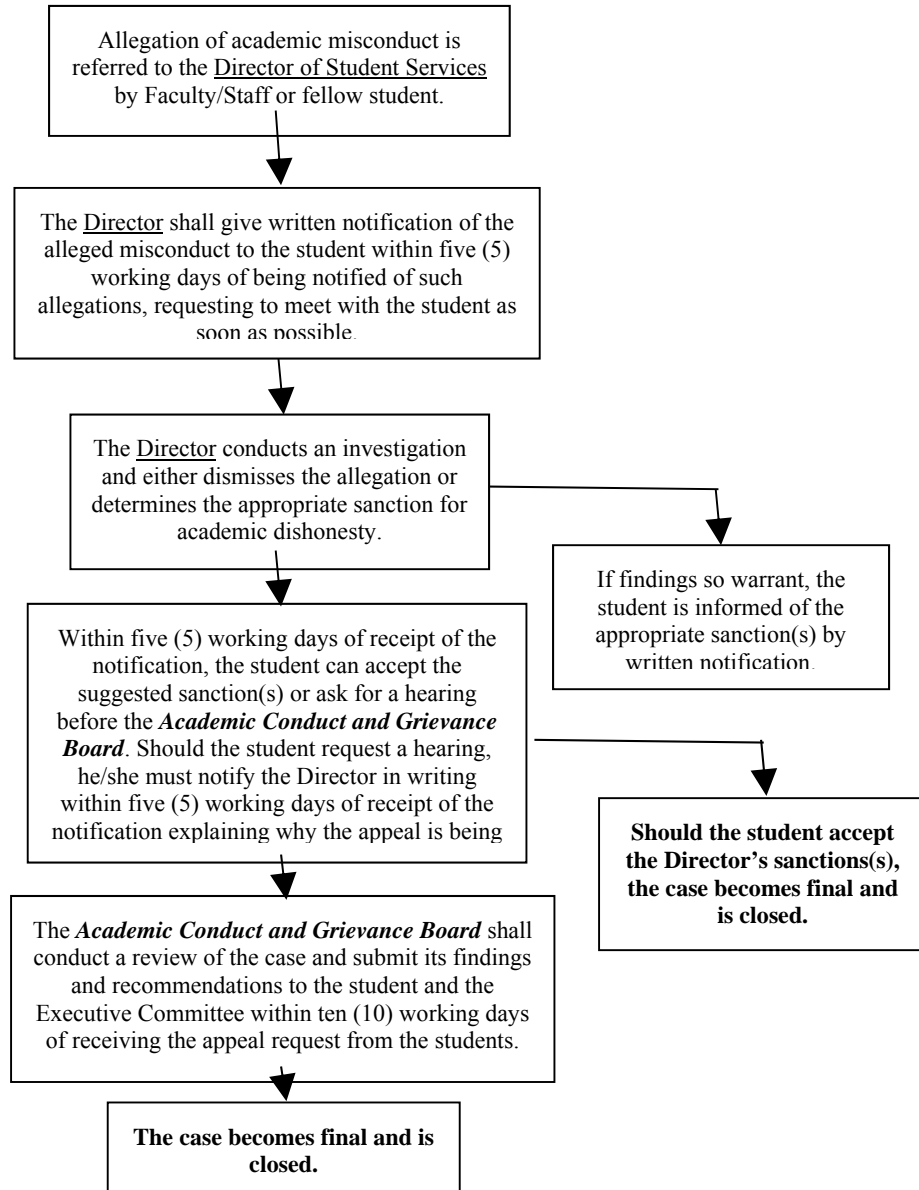 Allegation of academic misconduct is
referred to the Director of Student Services
by Faculty/Staff or fellow student.
The Director shall give written notification of the
alleged misconduct to the student within five (5)
working days of being notified of such
allegations, requesting to meet with the student as
soon as possible.
The Director conducts an investigation
and either dismisses the allegation or
determines the appropriate sanction for
academic dishonesty.
If findings so warrant, the
student is informed of the
appropriate sanction(s) by
written notification.
Within five (5) working days of receipt of the
notification, the student can accept the
suggested sanction(s) or ask for a hearing
before the Academic Conduct and Grievance
Board. Should the student request a hearing,
he/she must notify the Director in writing
within five (5) working days of receipt of the
notification explaining why the appeal is being
Should the student accept
the Director’s sanctions(s),
the case becomes final and
is closed.
The Academic Conduct and Grievance Board shall
conduct a review of the case and submit its findings
and recommendations to the student and the
Executive Committee within ten (10) working days
of receiving the appeal request from the students.
The case becomes final and is
closed.